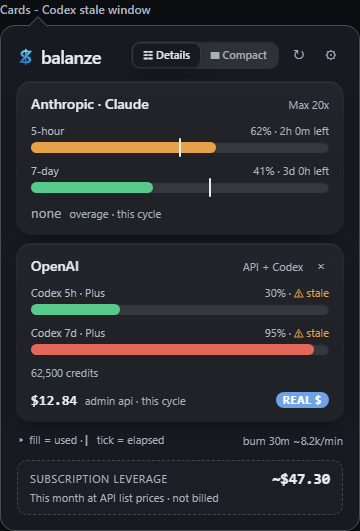 Cards - Codex stale window
balanze
Details
Compact
Anthropic · Claude
Max 20x
5-hour
62% · 2h 0m left
7-day
41% · 3d 0h left
none overage · this cycle
OpenAI
API + Codex ×
Codex 5h · Plus
30% · ⚠ stale
Codex 7d · Plus
95% · ⚠ stale
62,500 credits
$12.84 admin api · this cycle
REAL $
‣ fill = used · | tick = elapsed
burn 30m ~8.2k/min
SUBSCRIPTION LEVERAGE
~$47.30
This month at API list prices · not billed